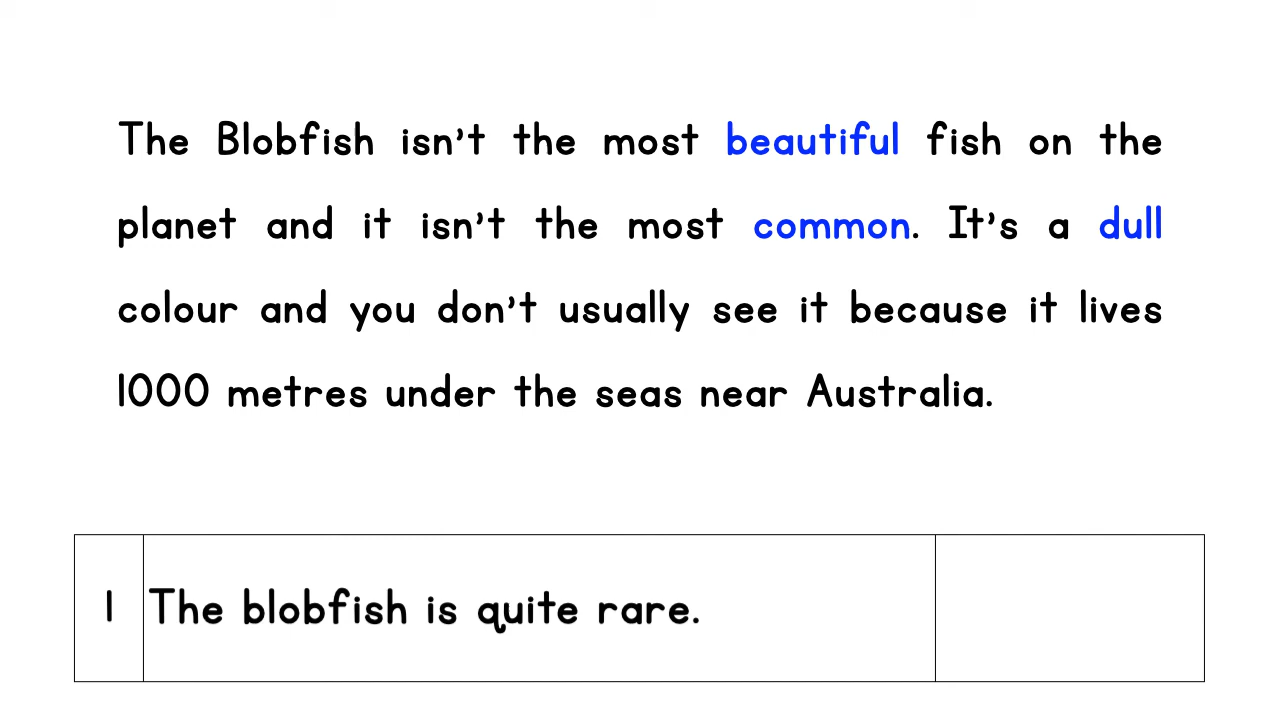 The Blobfish isn't the most beautiful fish on the
planet and it isn't the most common. It's a dull
colour and you don't usually see it because it lives
1000 metres under the seas near Australia.
1 The blobfish is quite rare.